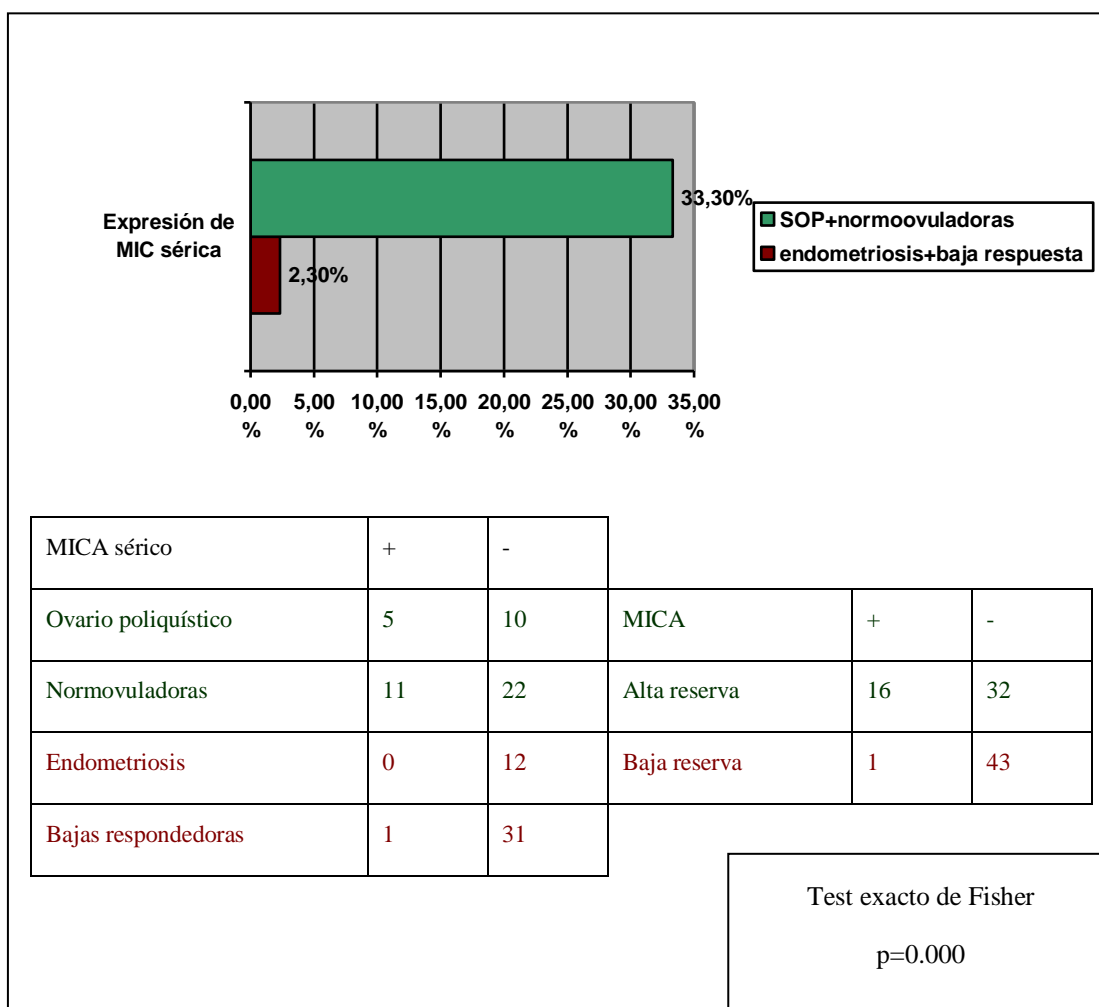 Expresión de
MIC sérica
33,30%
2,30%
0,00 5,00 10,00 15,00 20,00 25,00 30,00 35,00
% % % % % % % %
SOP+normoovuladoras
endometriosis+baja respuesta
MICA sérico + -
Ovario poliquístico 5 10 MICA + -
Normovuladoras 11 22 Alta reserva 16 32
Endometriosis 0 12 Baja reserva 1 43
Bajas respondedoras 1 31
Test exacto de Fisher
p=0.000